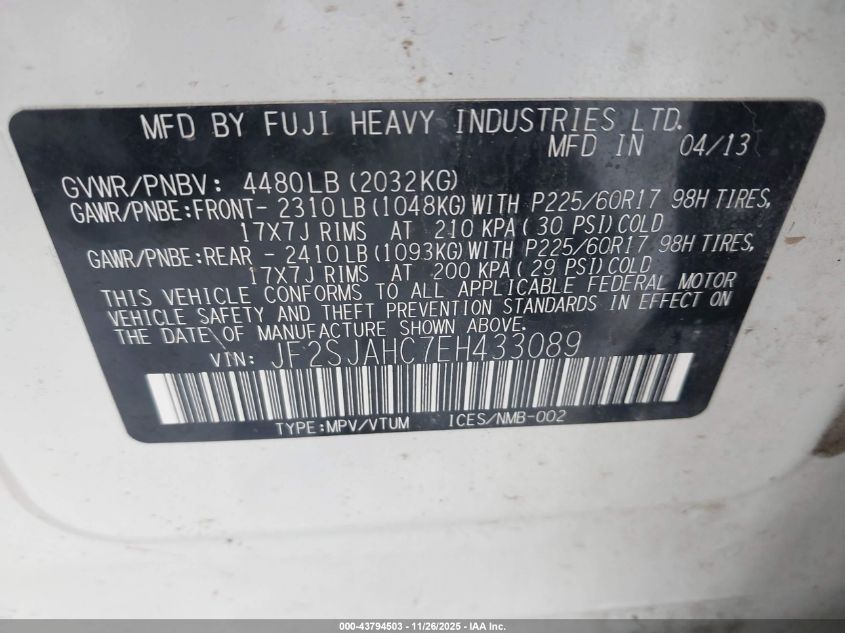 MFD BY FUJI HEAVY INDUSTRIES LTD.
MFD IN 04/13
GVWR/PNBV: 4480LB (2032KG)
GAWR/PNBE:FRONT- 2310LB (1048KG) WITH P225/60R17 98H TIRES,
17X7J RIMS AT 210 KPA ( 30 PSI) COLD
GAWR/PNBE:REAR - 2410LB (1093KG) WITH P225/60R17 98H TIRES,
17X7J RIMS AT 200 KPA ( 29 PSI) COLD
THIS VEHICLE CONFORMS TO ALL APPLICABLE FEDERAL MOTOR
VEHICLE SAFETY AND THEFT PREVENTION STANDARDS IN EFFECT ON
THE DATE OF MANUFACTURE SHOWN ABOVE.
VIN: JF2SJAHC7EH433089
TYPE:MPV/VTUM ICES/NMB-002
000-43794503 - 11/26/2025 - IAA Inc.